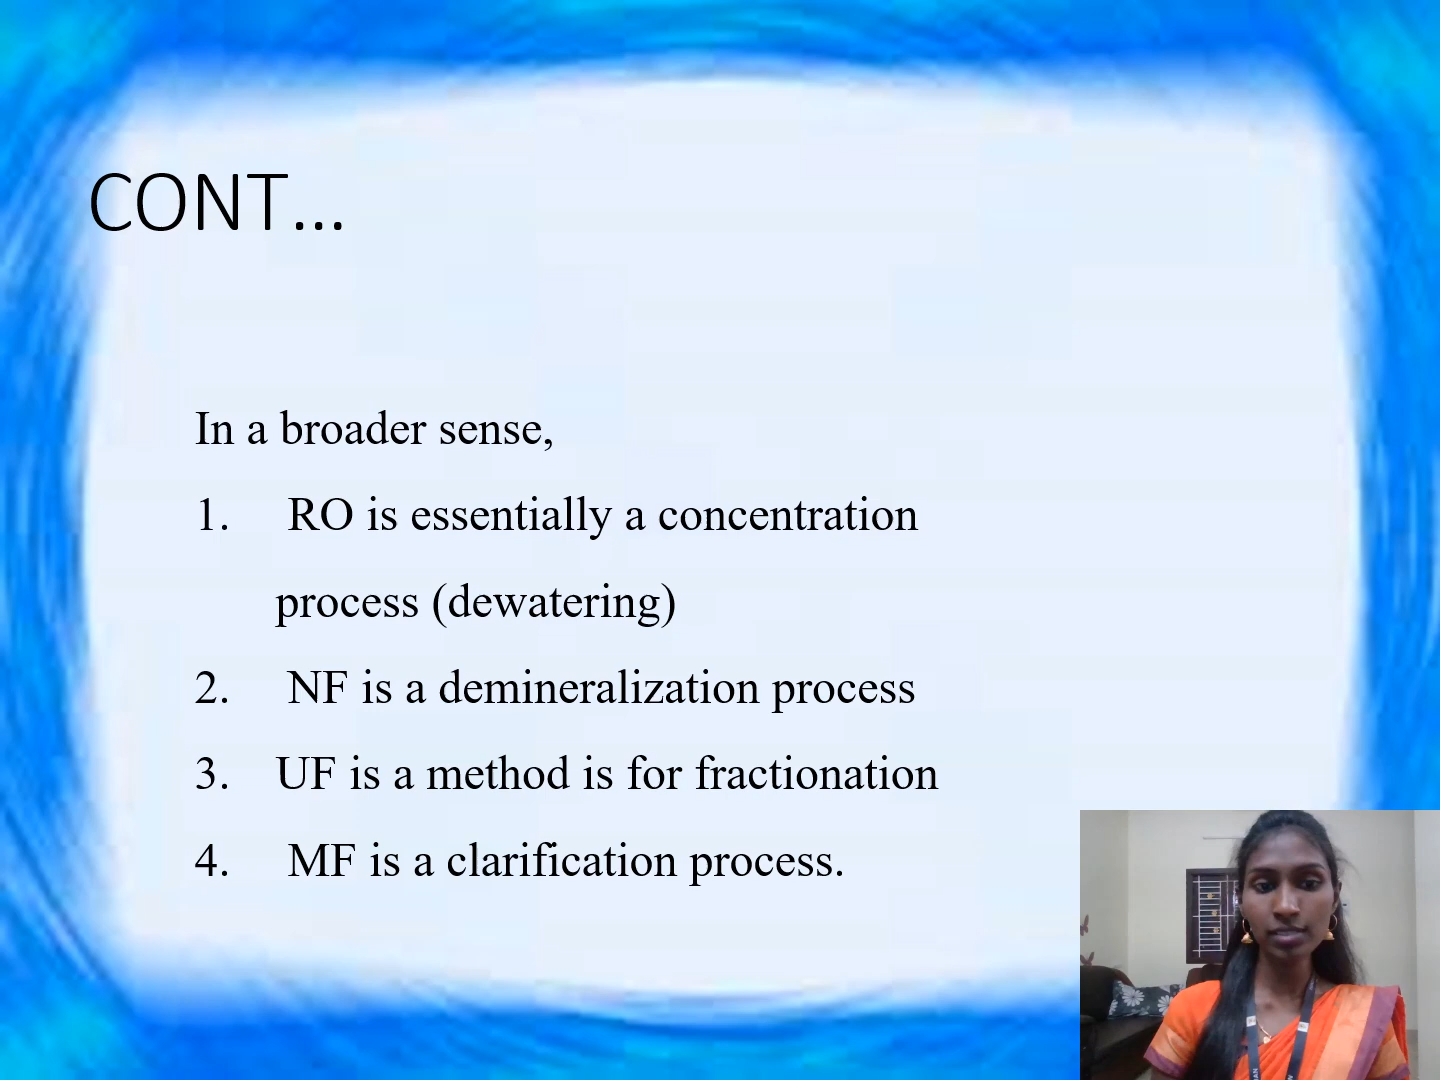 CONT...
In a broader sense,
1. RO is essentially a concentration
process (dewatering)
2. NF is a demineralization process
3. UF is a method is for fractionation
4. MF is a clarification process.